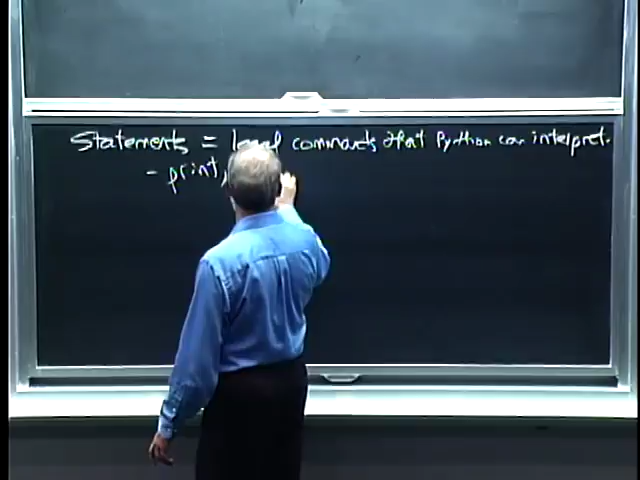 Statements = legal commands that Python can interpret.
- print,